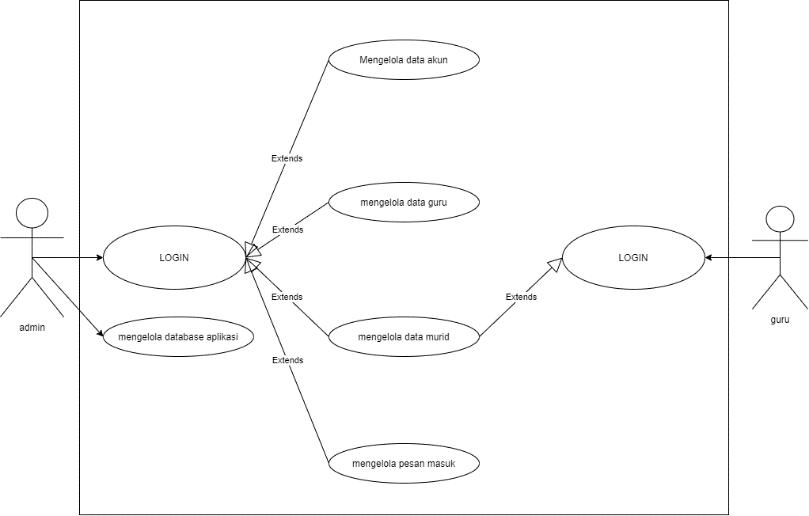 Mengelola data akun
Extends
mengelola data guru
Extends
LOGIN
LOGIN
Extends
Extends
admin
guru
mengelola database aplikasi
mengelola data murid
Extends
mengelola pesan masuk